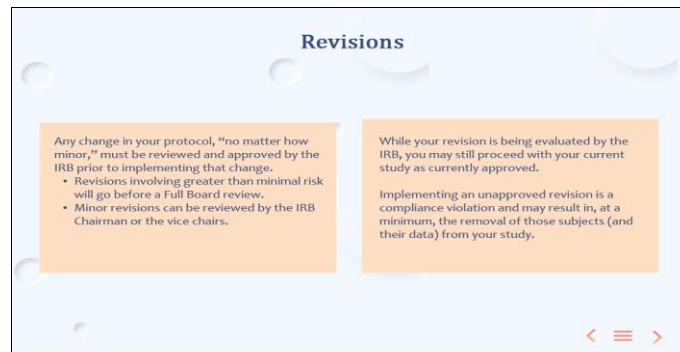 Revisions
Any change in your protocol, “no matter how
minor,” must be reviewed and approved by the
IRB prior to implementing that change.
• Revisions involving greater than minimal risk
will go before a Full Board review.
• Minor revisions can be reviewed by the IRB
Chairman or the vice chairs.
While your revision is being evaluated by the
IRB, you may still proceed with your current
study as currently approved.
Implementing an unapproved revision is a
compliance violation and may result in, at a
minimum, the removal of those subjects (and
their data) from your study.